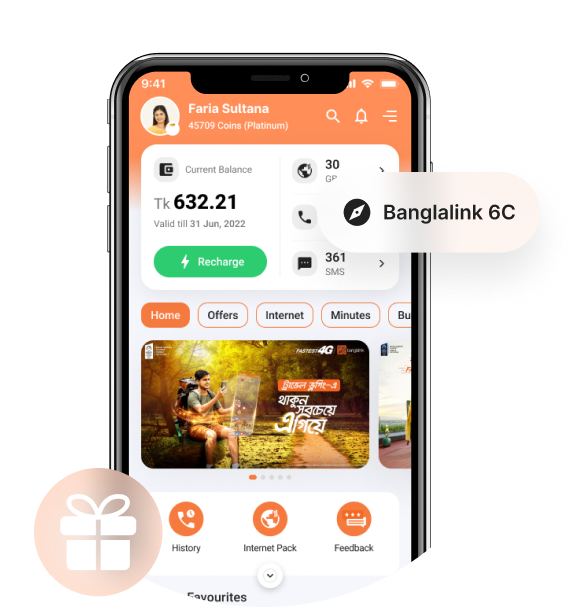 9:41
Faria Sultana
45709 Coins (Platinum)
Current Balance
Tk 632.21
Valid till 31 Jun, 2022
Recharge
30
361
SMS
Banglalink 6C
Home
Offers
Internet
Minutes
Bu
FASTEST 4G banglalink
ট্রাভেল ভ্লগিং-এ
থাকুন
সবচেয়ে
এগিয়ে
History
Internet Pack
Feedback
Favourites